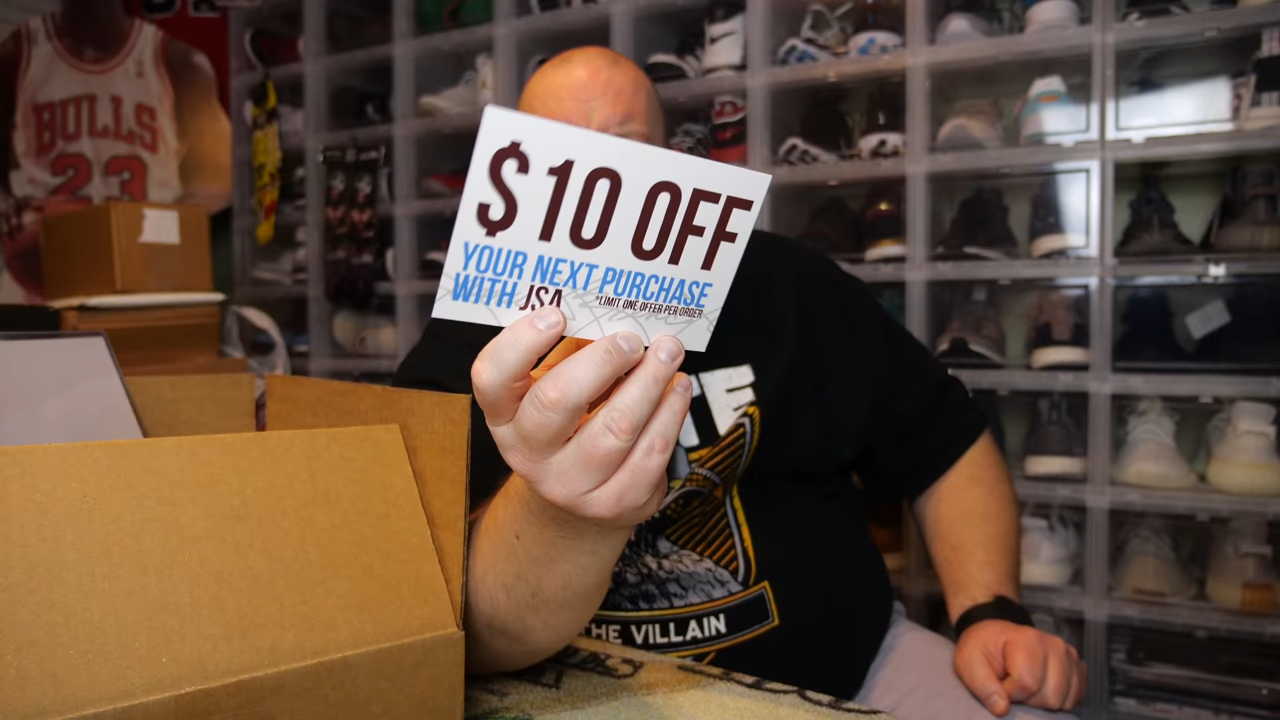 BULLS
23
$10 OFF
YOUR NEXT PURCHASE
WITH JSA *LIMIT ONE OFFER PER ORDER
THE VILLAIN